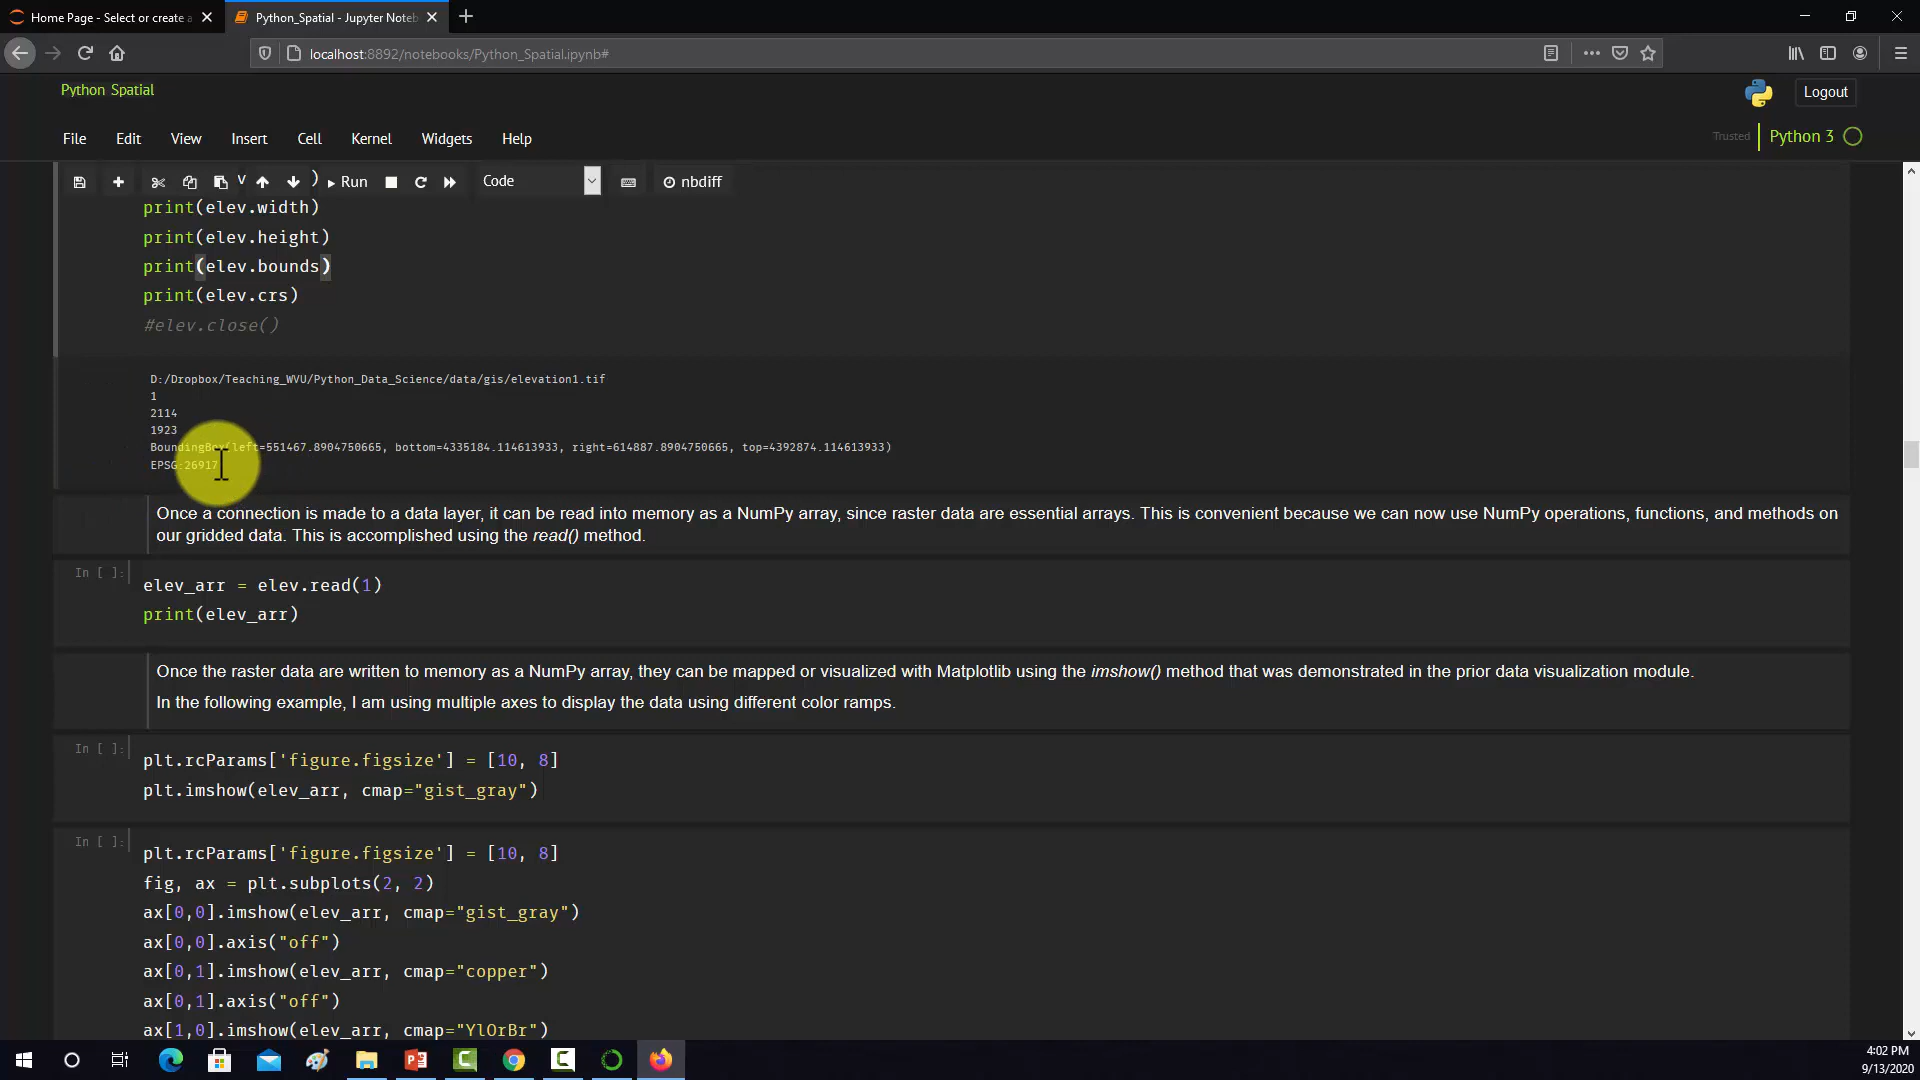 Home Page - Select or create a
Python_Spatial - Jupyter Noteb
localhost:8892/notebooks/Python_Spatial.ipynb#
Python Spatial
Logout
File Edit View Insert Cell Kernel Widgets Help
Trusted
Python 3
Run
Code
nbdiff
print(elev.width)
print(elev.height)
print(elev.bounds)
print(elev.crs)
#elev.close()
D:/Dropbox/Teaching_WVU/Python_Data_Science/data/gis/elevation1.tif
1
2114
1923
BoundingBox(left=551467.8904750665, bottom=4335184.114613933, right=614887.8904750665, top=4392874.114613933)
EPSG:26917
Once a connection is made to a data layer, it can be read into memory as a NumPy array, since raster data are essential arrays. This is convenient because we can now use NumPy operations, functions, and methods on
our gridded data. This is accomplished using the read() method.
In [ ]:
elev_arr = elev.read(1)
print(elev_arr)
Once the raster data are written to memory as a NumPy array, they can be mapped or visualized with Matplotlib using the imshow() method that was demonstrated in the prior data visualization module.
In the following example, I am using multiple axes to display the data using different color ramps.
In [ ]:
plt.rcParams['figure.figsize'] = [10, 8]
plt.imshow(elev_arr, cmap="gist_gray")
In [ ]:
plt.rcParams['figure.figsize'] = [10, 8]
fig, ax = plt.subplots(2, 2)
ax[0,0].imshow(elev_arr, cmap="gist_gray")
ax[0,0].axis("off")
ax[0,1].imshow(elev_arr, cmap="copper")
ax[0,1].axis("off")
ax[1,0].imshow(elev_arr, cmap="YlOrBr")
4:02 PM
9/13/2020